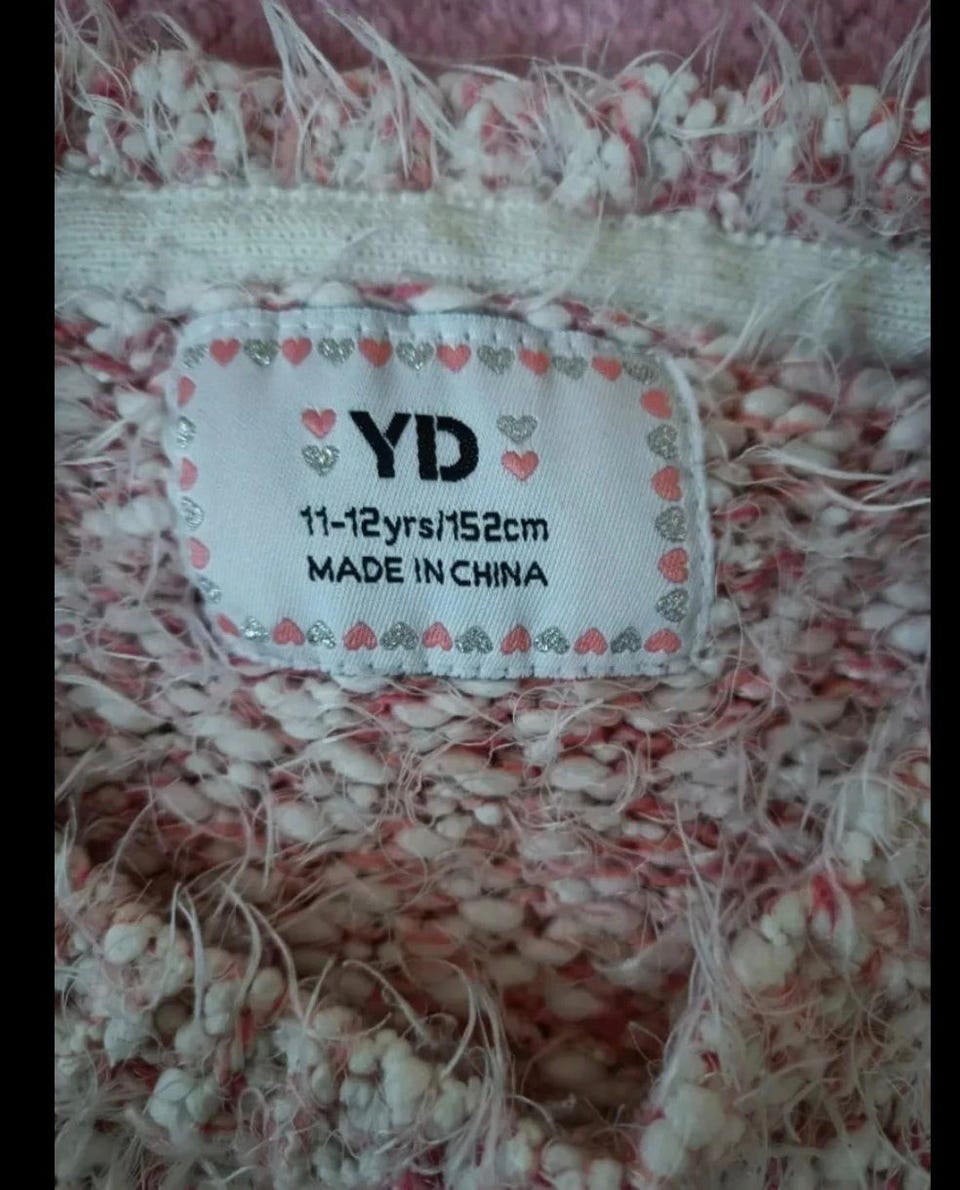 YD
11-12yrs/152cm
MADE IN CHINA